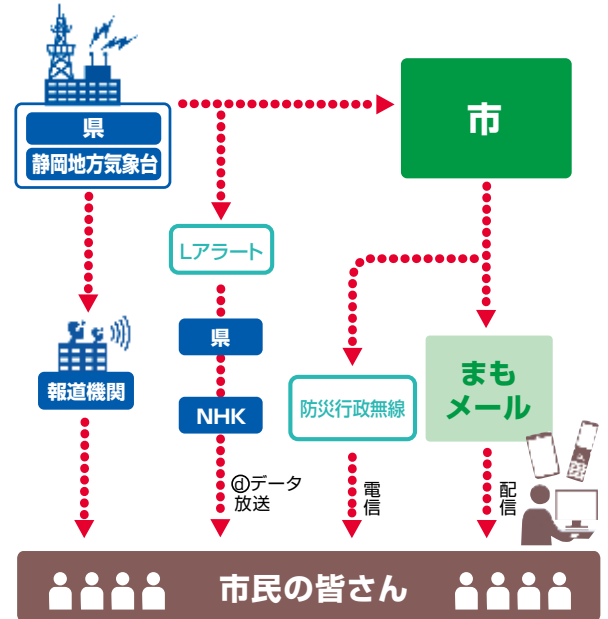 県
静岡地方気象台
市
Lアラート
県
NHK
報道機関
防災行政無線
まも
メール
ⓓデータ
放送
電信
配信
市民の皆さん